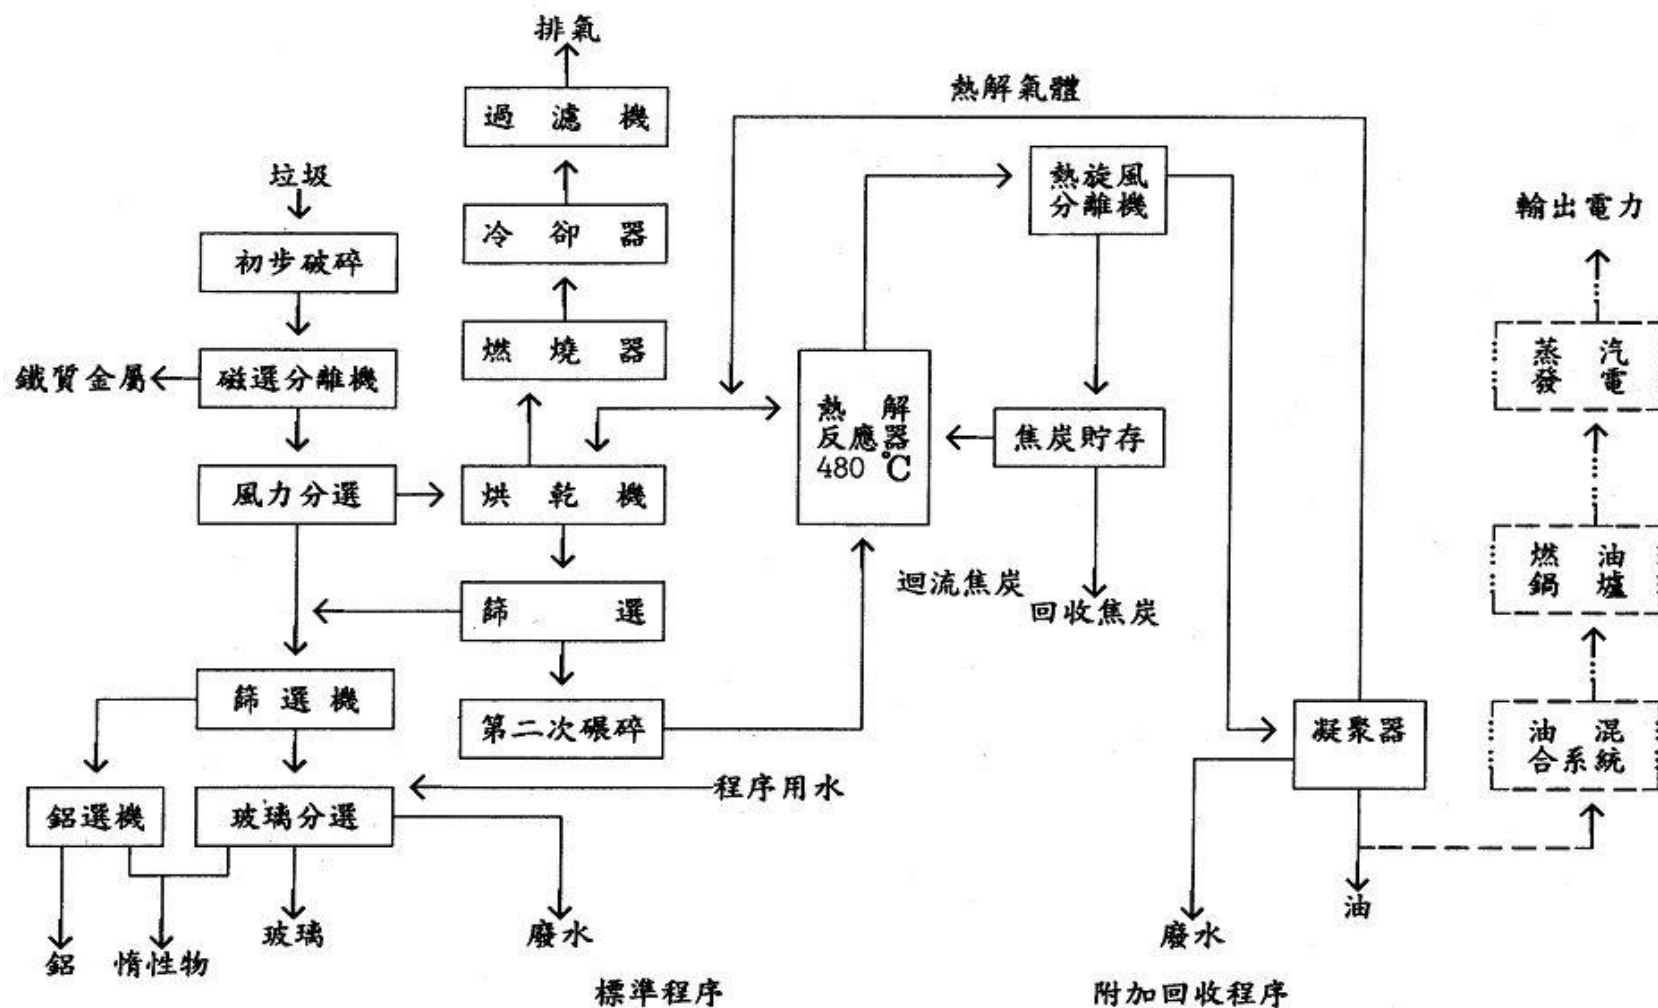 排氣
過濾機
熱解氣體
垃圾
熱旋風
分離機
輸出電力
冷卻器
初步破碎
燃燒器
蒸汽
發電
鐵質金屬
磁選分離機
熱解
反應器
480 ℃
焦炭貯存
風力分選
烘乾機
燃油
鍋爐
迴流焦炭
回收焦炭
篩選
篩選機
第二次碾碎
凝聚器
油混
合系統
程序用水
鋁選機
玻璃分選
油
玻璃
廢水
廢水
鋁
惰性物
標準程序
附加回收程序